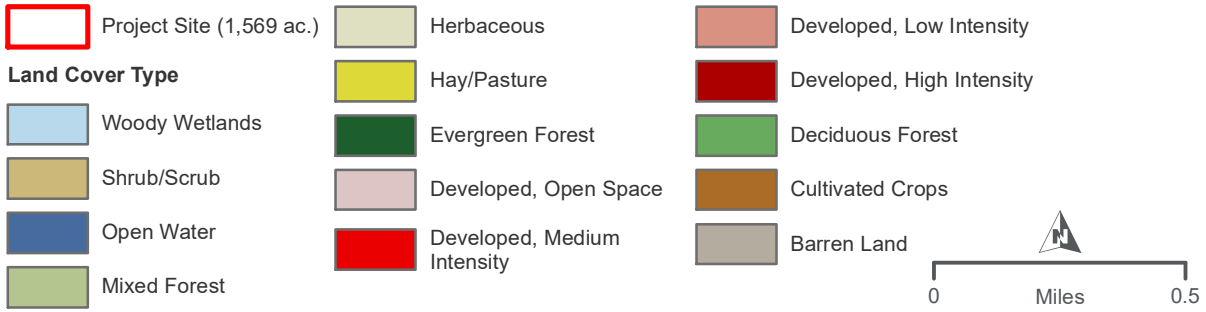 Project Site (1,569 ac.)
Land Cover Type
Woody Wetlands
Shrub/Scrub
Open Water
Mixed Forest
Herbaceous
Hay/Pasture
Evergreen Forest
Developed, Open Space
Developed, Medium
Intensity
Developed, Low Intensity
Developed, High Intensity
Deciduous Forest
Cultivated Crops
Barren Land
N
0 Miles 0.5